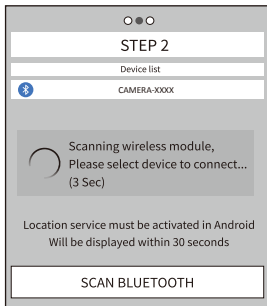 STEP 2
Device list
CAMERA-XXXX
Scanning wireless module,
Please select device to connect...
(3 Sec)
Location service must be activated in Android
Will be displayed within 30 seconds
SCAN BLUETOOTH